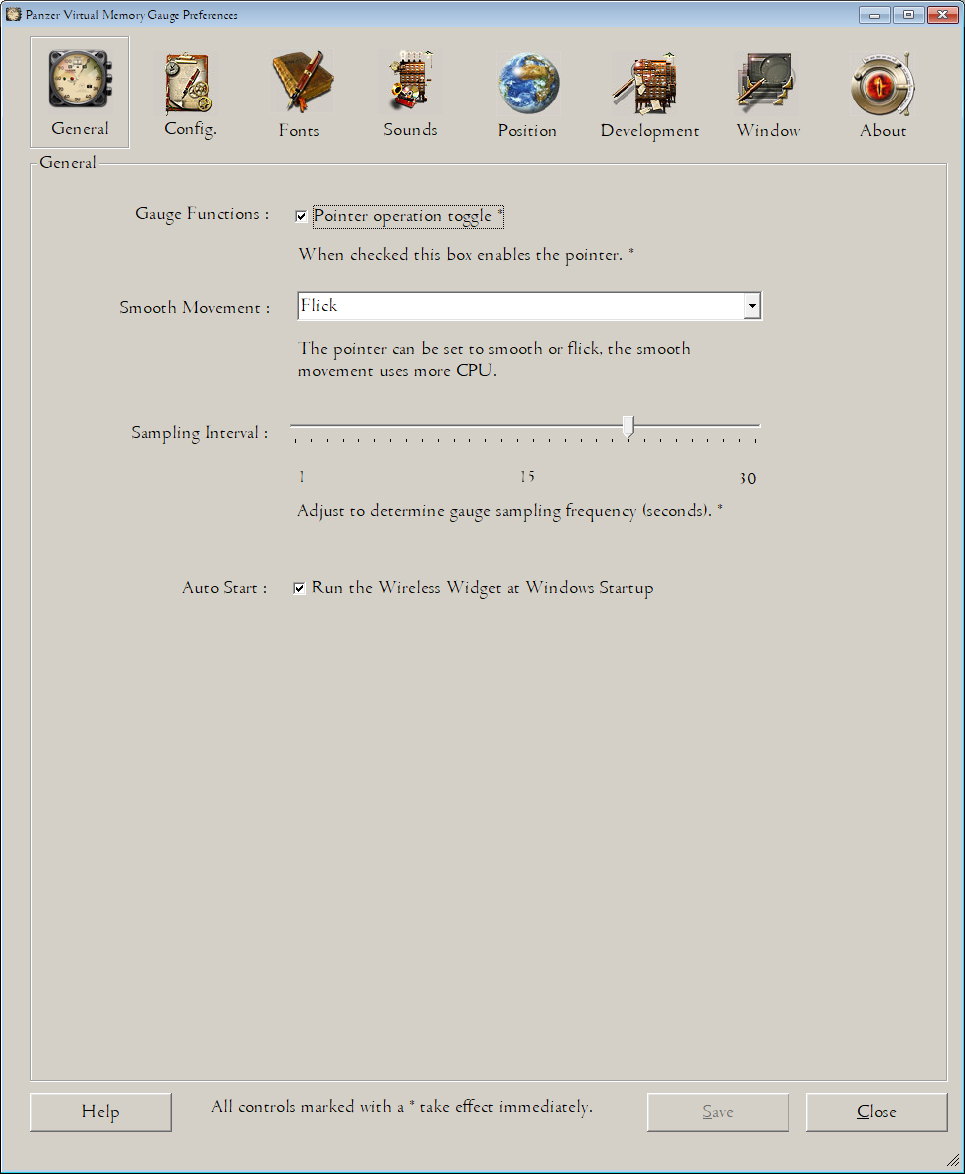 Panzer Virtual Memory Gauge Preferences
General
Config.
Fonts
Sounds
Position
Development
Window
About
General
Gauge Functions :
Pointer operation toggle *
When checked this box enables the pointer. *
Smooth Movement :
Flick
The pointer can be set to smooth or flick, the smooth
movement uses more CPU.
Sampling Interval :
1
15
30
Adjust to determine gauge sampling frequency (seconds). *
Auto Start :
Run the Wireless Widget at Windows Startup
Help
All controls marked with a * take effect immediately.
Save
Close